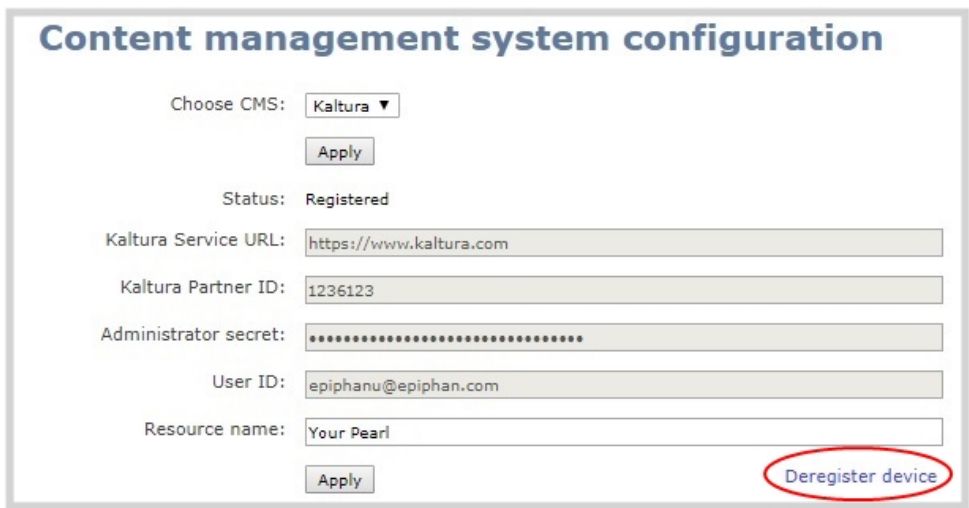 Content management system configuration
Choose CMS: Kaltura ▼
Apply
Status: Registered
Kaltura Service URL: https://www.kaltura.com
Kaltura Partner ID: 1236123
Administrator secret: ••••••••••••••••••••••••••••••••
User ID: epiphanu@epiphan.com
Resource name: Your Pearl
Apply Deregister device